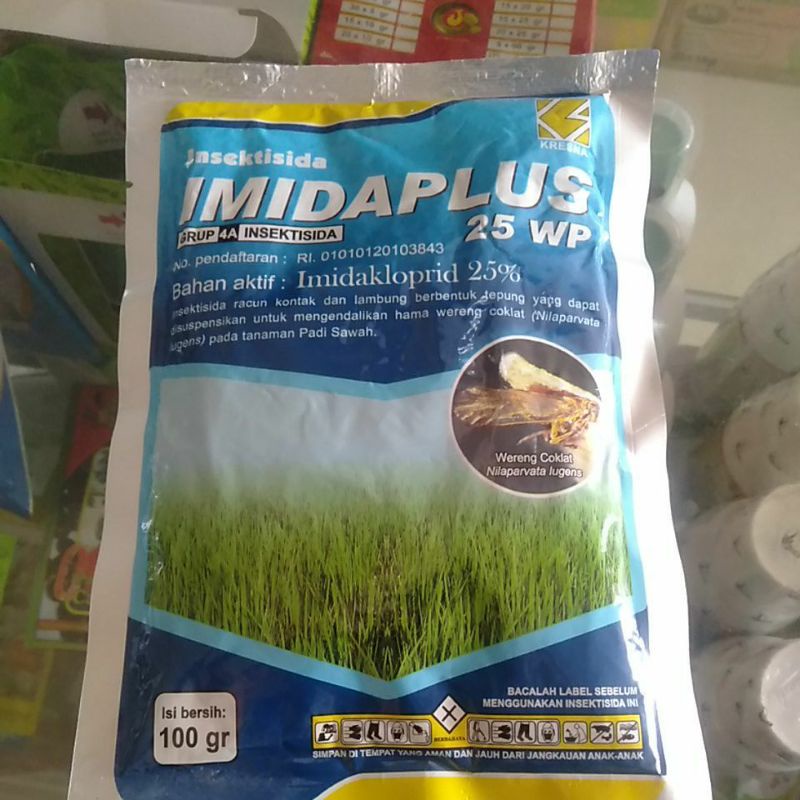 KRESNA
Insektisida
IMIDAPLUS
25 WP
GRUP 4A INSEKTISIDA
No. pendaftaran : RI. 01010120103843
Bahan aktif : Imidakloprid 25%
Insektisida racun kontak dan lambung berbentuk tepung yang dapat
disuspensikan untuk mengendalikan hama wereng coklat (Nilaparvata
lugens) pada tanaman Padi Sawah.
Wereng Coklat
Nilaparvata lugens
Isi bersih:
100 gr
BACALAH LABEL SEBELUM
MENGGUNAKAN INSEKTISIDA INI
BERBAHAYA
SIMPAN DI TEMPAT YANG AMAN DAN JAUH DARI JANGKAUAN ANAK-ANAK